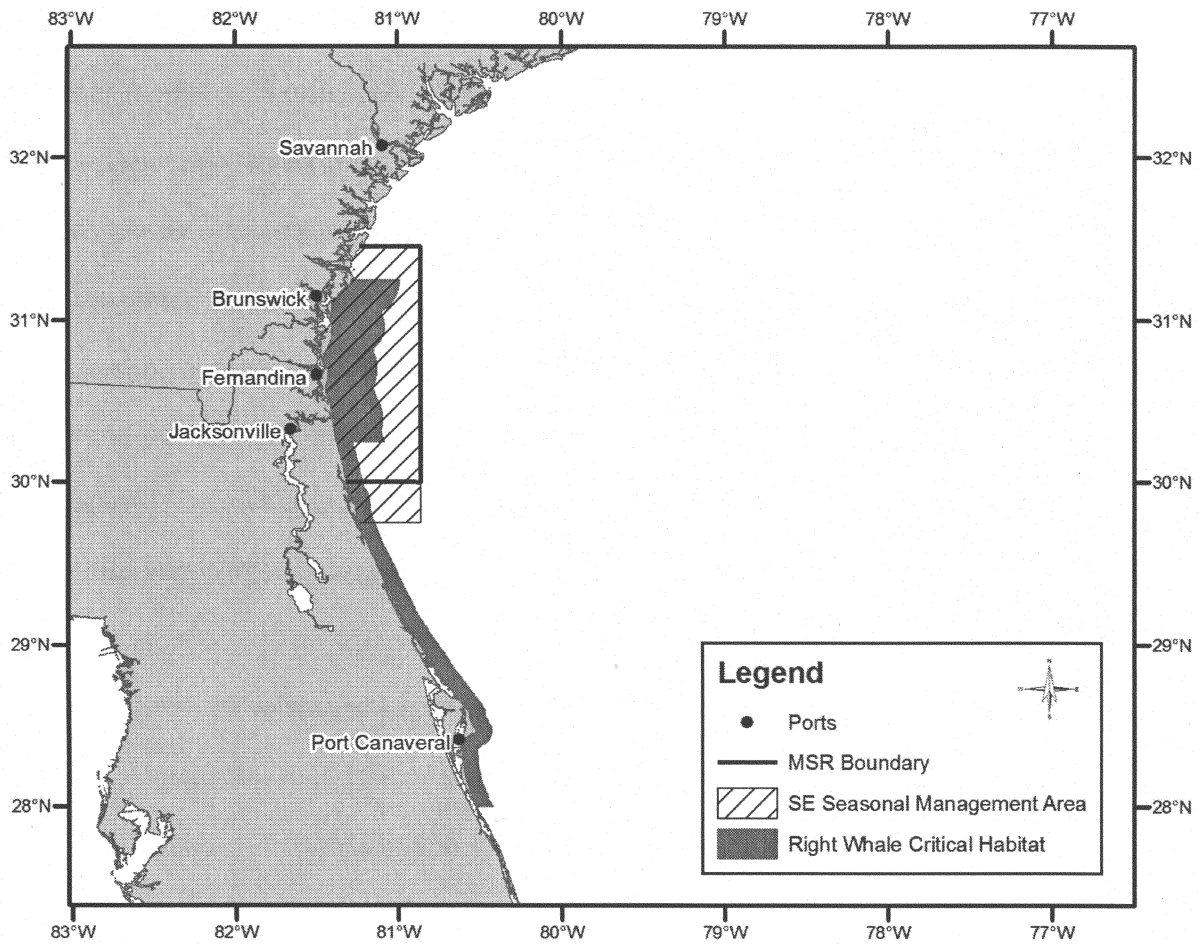 83°W 82°W 81°W 80°W 79°W 78°W 77°W
32°N 32°N
Savannah
Brunswick
31°N 31°N
Fernandina
Jacksonville
30°N 30°N
29°N 29°N
Legend
Ports
Port Canaveral
MSR Boundary
28°N SE Seasonal Management Area 28°N
Right Whale Critical Habitat
83°W 82°W 81°W 80°W 79°W 78°W 77°W